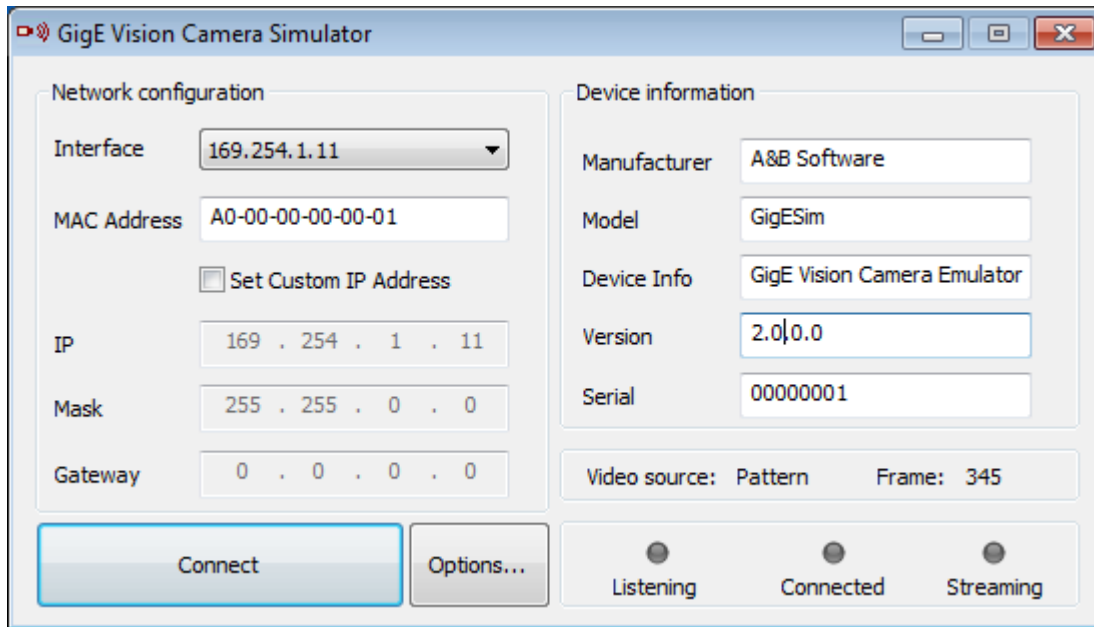 GigE Vision Camera Simulator
Network configuration
Interface 169.254.1.11
MAC Address A0-00-00-00-00-01
Set Custom IP Address
IP 169 . 254 . 1 . 11
Mask 255 . 255 . 0 . 0
Gateway 0 . 0 . 0 . 0
Connect Options...
Device information
Manufacturer A&B Software
Model GigESim
Device Info GigE Vision Camera Emulator
Version 2.0.0.0
Serial 00000001
Video source: Pattern Frame: 345
Listening Connected Streaming